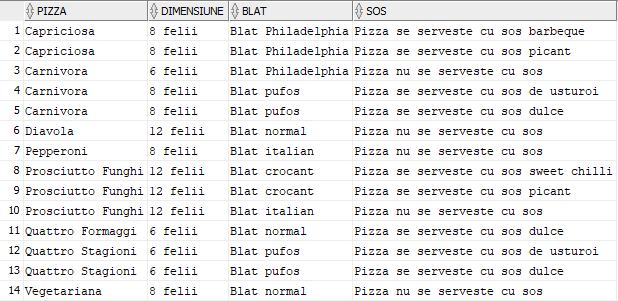 PIZZA DIMENSIUNE BLAT SOS
1 Capriciosa 8 felii Blat Philadelphia Pizza se serveste cu sos barbeque
2 Capriciosa 8 felii Blat Philadelphia Pizza se serveste cu sos picant
3 Carnivora 6 felii Blat Philadelphia Pizza nu se serveste cu sos
4 Carnivora 8 felii Blat pufos Pizza se serveste cu sos de usturoi
5 Carnivora 8 felii Blat pufos Pizza se serveste cu sos dulce
6 Diavola 12 felii Blat normal Pizza nu se serveste cu sos
7 Pepperoni 8 felii Blat italian Pizza nu se serveste cu sos
8 Prosciutto Funghi 12 felii Blat crocant Pizza se serveste cu sos sweet chilli
9 Prosciutto Funghi 12 felii Blat crocant Pizza se serveste cu sos picant
10 Prosciutto Funghi 12 felii Blat italian Pizza nu se serveste cu sos
11 Quattro Formaggi 6 felii Blat normal Pizza se serveste cu sos dulce
12 Quattro Stagioni 6 felii Blat pufos Pizza se serveste cu sos de usturoi
13 Quattro Stagioni 6 felii Blat pufos Pizza se serveste cu sos dulce
14 Vegetariana 8 felii Blat normal Pizza nu se serveste cu sos